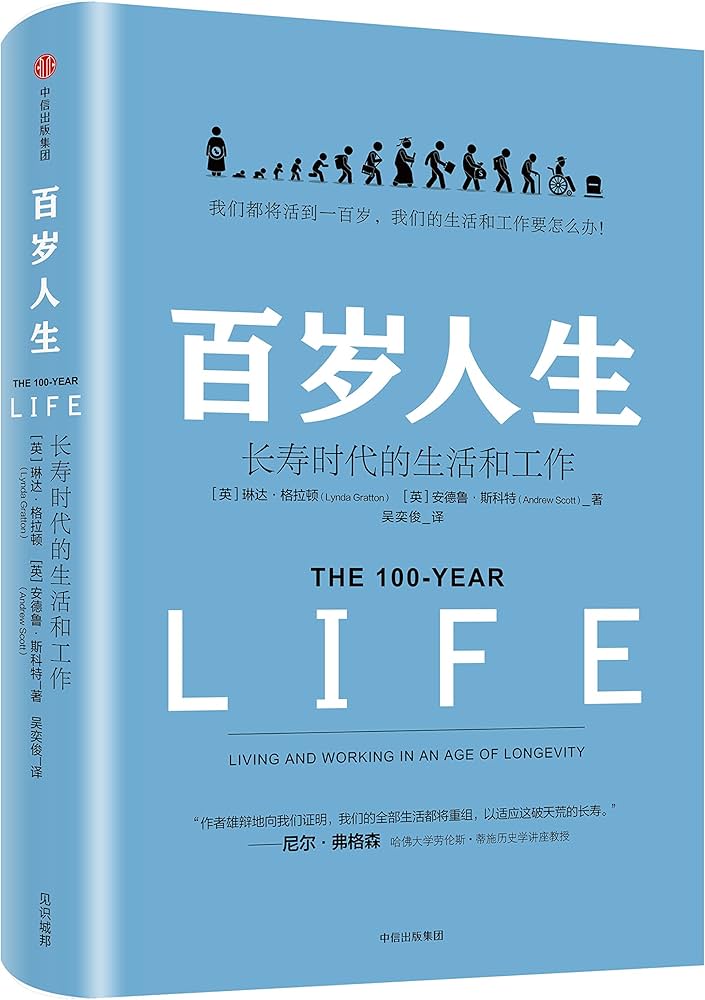 中信出版集团
百岁人生
THE 100-YEAR
LIFE
长寿时代的生活和工作
[英]琳达·格拉顿
(Lynda Gratton)
[英]安德鲁·斯科特_著
(Andrew Scott)
吴奕俊_译
见识城邦
我们都将活到一百岁，我们的生活和工作要怎么办！
百岁人生
长寿时代的生活和工作
[英]琳达·格拉顿(Lynda Gratton) [英]安德鲁·斯科特(Andrew Scott)_著
吴奕俊_译
THE 100-YEAR
LIFE
LIVING AND WORKING IN AN AGE OF LONGEVITY
“作者雄辩地向我们证明，我们的全部生活都将重组，以适应这破天荒的长寿。”
——尼尔·弗格森 哈佛大学劳伦斯·蒂施历史学讲座教授
中信出版集团